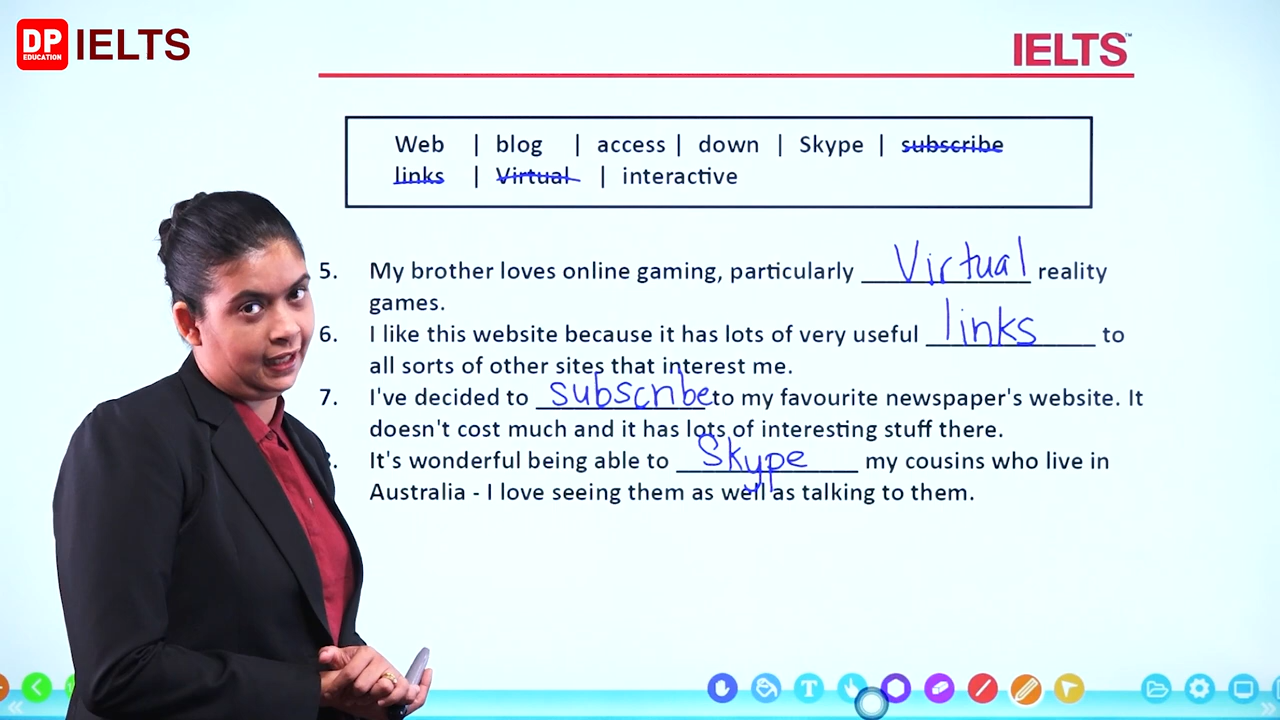 DP
EDUCATION
IELTS
IELTS™
Web | blog | access | down | Skype | subscribe
links | Virtual | interactive
5. My brother loves online gaming, particularly Virtual reality
games.
6. I like this website because it has lots of very useful links to
all sorts of other sites that interest me.
7. I've decided to subscribe to my favourite newspaper's website. It
doesn't cost much and it has lots of interesting stuff there.
. It's wonderful being able to Skype my cousins who live in
Australia - I love seeing them as well as talking to them.